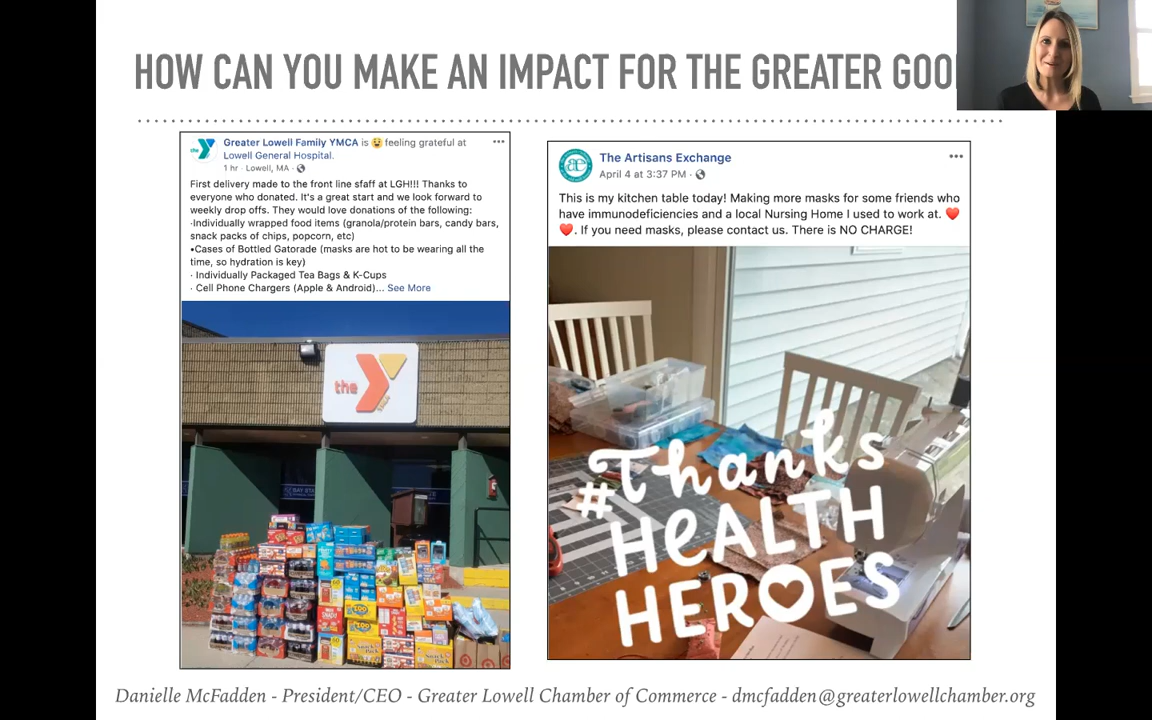 HOW CAN YOU MAKE AN IMPACT FOR THE GREATER GOO
Greater Lowell Family YMCA is 😉 feeling grateful at
Lowell General Hospital.
1 hr · Lowell, MA ·
First delivery made to the front line sfaff at LGH!!! Thanks to
everyone who donated. It's a great start and we look forward to
weekly drop offs. They would love donations of the following:
·Individually wrapped food items (granola/protein bars, candy bars,
snack packs of chips, popcorn, etc)
•Cases of Bottled Gatorade (masks are hot to be wearing all the
time, so hydration is key)
· Individually Packaged Tea Bags & K-Cups
· Cell Phone Chargers (Apple & Android)... See More
the
YMCA
BAY STA
The Artisans Exchange
April 4 at 3:37 PM ·
This is my kitchen table today! Making more masks for some friends who
have immunodeficiencies and a local Nursing Home I used to work at. ❤️
❤️. If you need masks, please contact us. There is NO CHARGE!
#Thanks
HEALTH
HEROES
Danielle McFadden - President/CEO - Greater Lowell Chamber of Commerce - dmcfadden@greaterlowellchamber.org